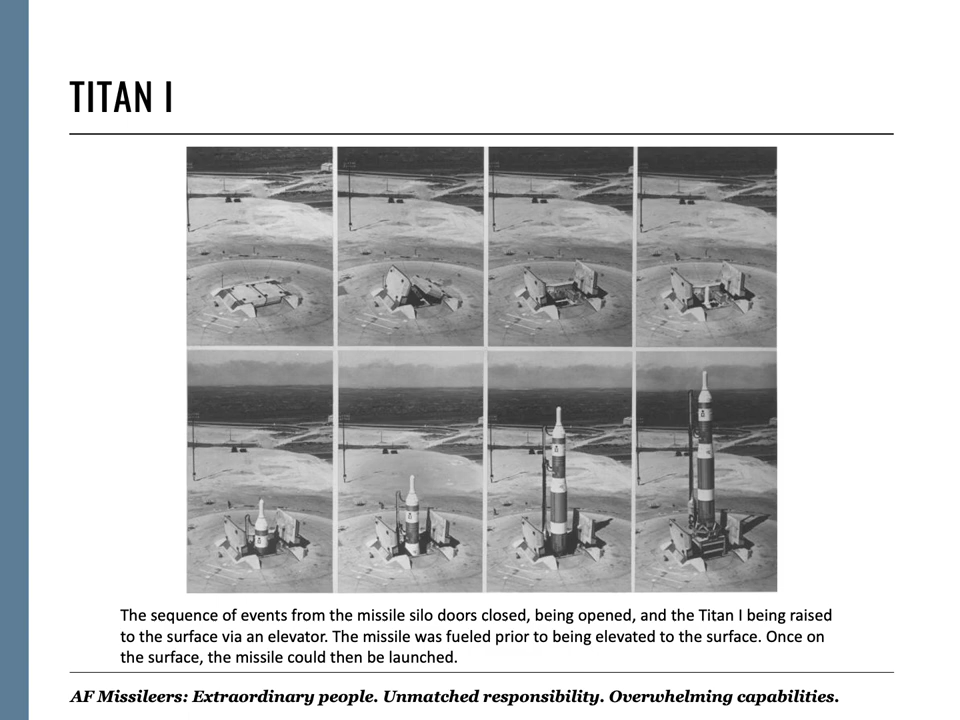 TITAN I
The sequence of events from the missile silo doors closed, being opened, and the Titan I being raised
to the surface via an elevator. The missile was fueled prior to being elevated to the surface. Once on
the surface, the missile could then be launched.
AF Missileers: Extraordinary people. Unmatched responsibility. Overwhelming capabilities.